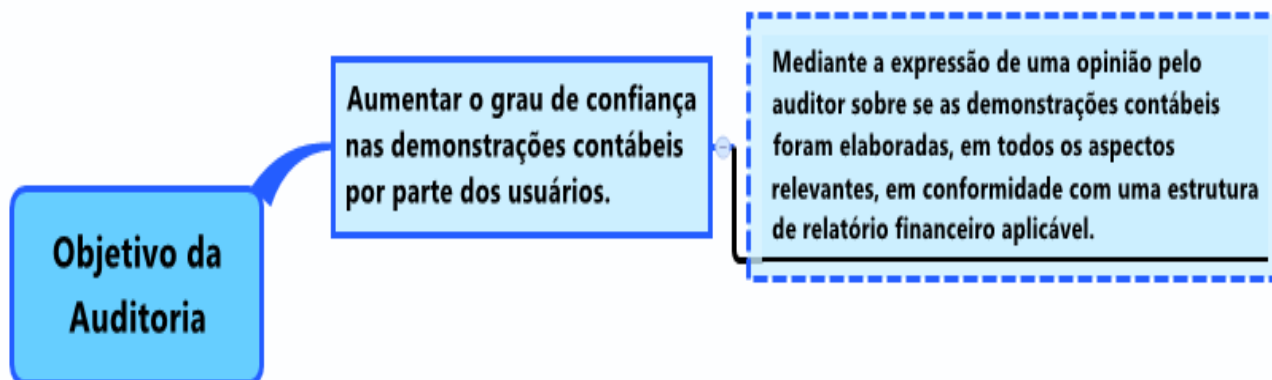 Objetivo da
Auditoria
Aumentar o grau de confiança
nas demonstrações contábeis
por parte dos usuários.
Mediante a expressão de uma opinião pelo
auditor sobre se as demonstrações contábeis
foram elaboradas, em todos os aspectos
relevantes, em conformidade com uma estrutura
de relatório financeiro aplicável.